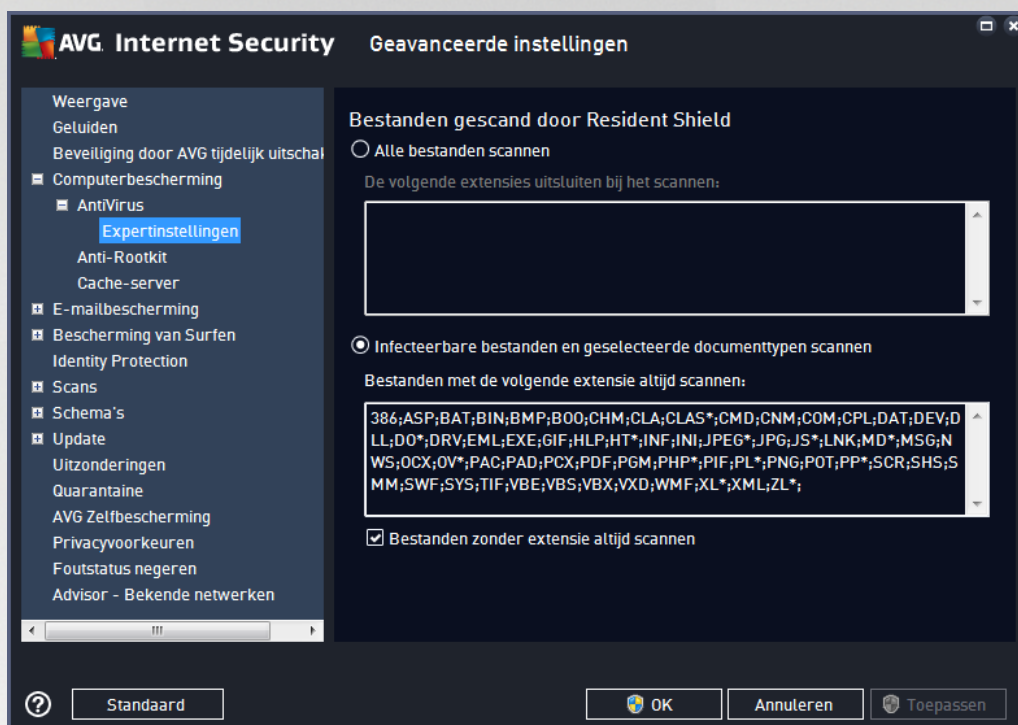 AVG. Internet Security
Geavanceerde instellingen
Weergave
Geluiden
Beveiliging door AVG tijdelijk uitschak
Computerbescherming
AntiVirus
Expertinstellingen
Anti-Rootkit
Cache-server
E-mailbescherming
Bescherming van Surfen
Identity Protection
Scans
Schema's
Update
Uitzonderingen
Quarantaine
AVG Zelfbescherming
Privacyvoorkeuren
Foutstatus negeren
Advisor - Bekende netwerken
Bestanden gescand door Resident Shield
Alle bestanden scannen
De volgende extensies uitsluiten bij het scannen:
Infecteerbare bestanden en geselecteerde documenttypen scannen
Bestanden met de volgende extensie altijd scannen:
386;ASP;BAT;BIN;BMP;BOO;CHM;CLA;CLAS*;CMD;CNM;COM;CPL;DAT;DEV;D
LL;DO*;DRV;EML;EXE;GIF;HLP;HT*;INF;INI;JPEG*;JPG;JS*;LNK;MD*;MSG;N
WS;OCX;OV*;PAC;PAD;PCX;PDF;PGM;PHP*;PIF;PL*;PNG;POT;PP*;SCR;SHS;S
MM;SWF;SYS;TIF;VBE;VBS;VBX;VXD;WMF;XL*;XML;ZL*;
Bestanden zonder extensie altijd scannen
Standaard
OK
Annuleren
Toepassen